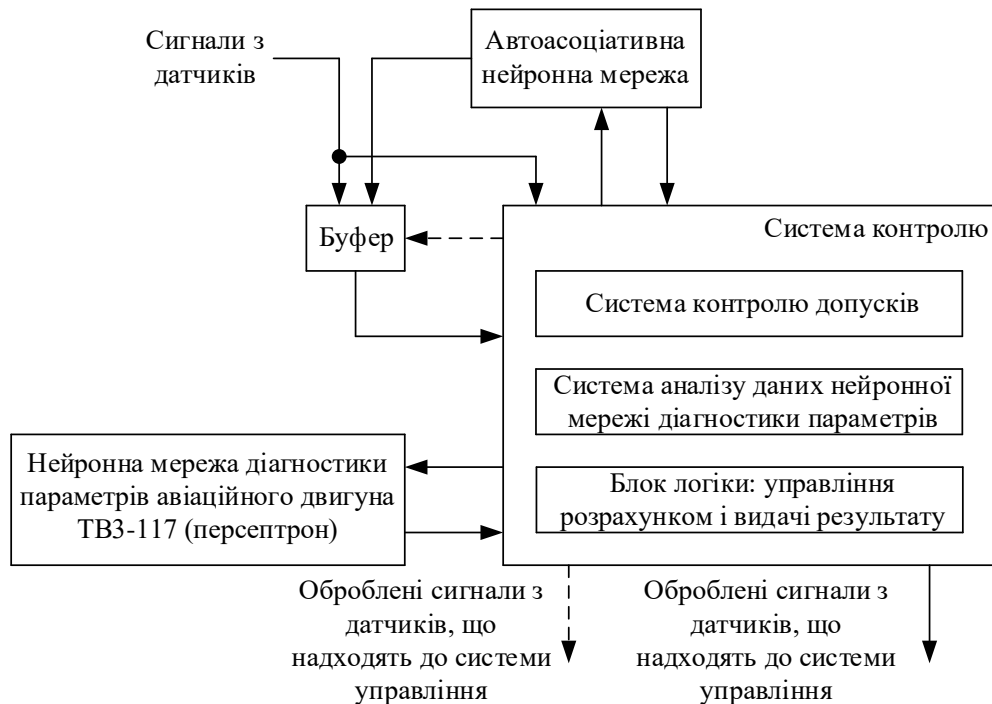 Сигнали з
датчиків
Автоасоціативна
нейронна мережа
Буфер
Система контролю
Система контролю допусків
Система аналізу даних нейронної
мережі діагностики параметрів
Блок логіки: управління
розрахунком і видачі результату
Нейронна мережа діагностики
параметрів авіаційного двигуна
ТВ3-117 (персептрон)
Оброблені сигнали з
датчиків, що
надходять до системи
управління
Оброблені сигнали з
датчиків, що
надходять до системи
управління